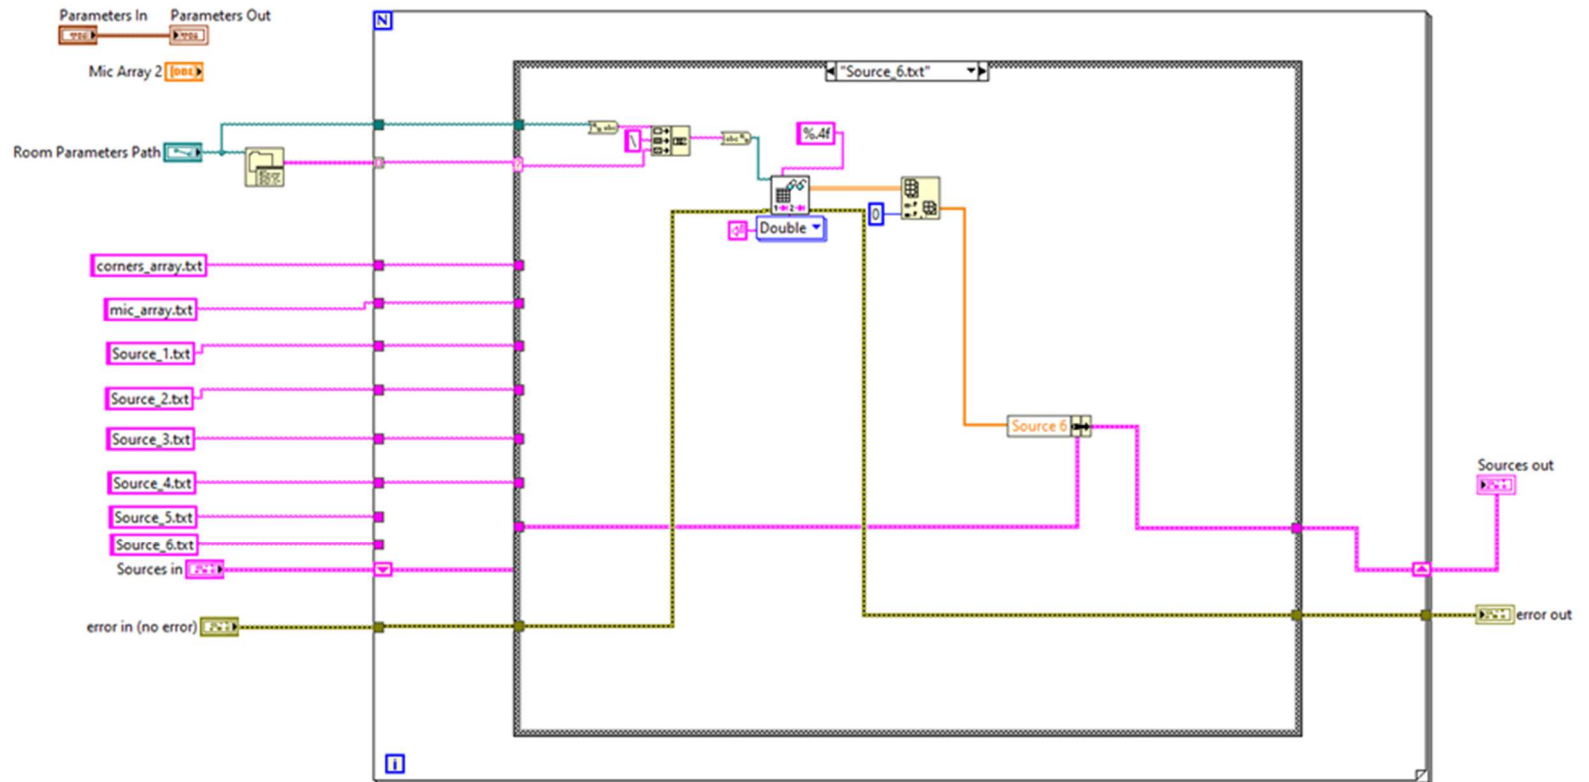 Parameters In
Parameters Out
N
"Source_6.txt"
Mic Array 2
[DBL]
%.4f
\
Room Parameters Path
0
Double
corners_array.txt
mic_array.txt
Source_1.txt
Source_2.txt
Source_3.txt
Source 6
Source_4.txt
Sources out
Source_5.txt
Source_6.txt
Sources in
error in (no error)
error out
i